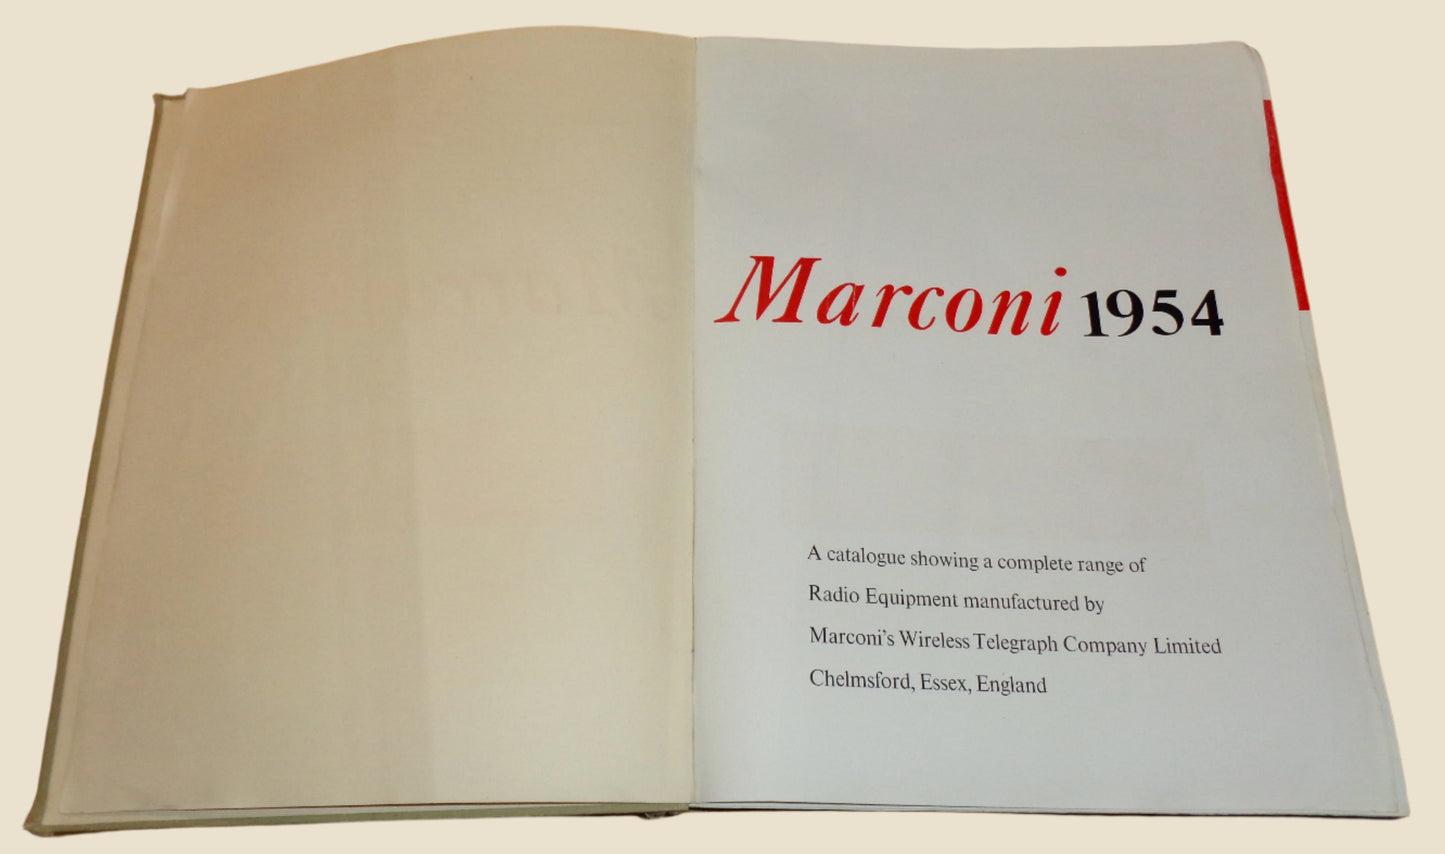 Marconi 1954
A catalogue showing a complete range of
Radio Equipment manufactured by
Marconi's Wireless Telegraph Company Limited
Chelmsford, Essex, England